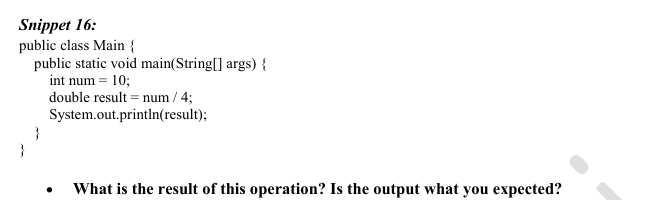 Snippet 16:
public class Main {
public static void main(String[] args) {
int num = 10;
double result = num / 4;
System.out.println(result);
}
}
• What is the result of this operation? Is the output what you expected?